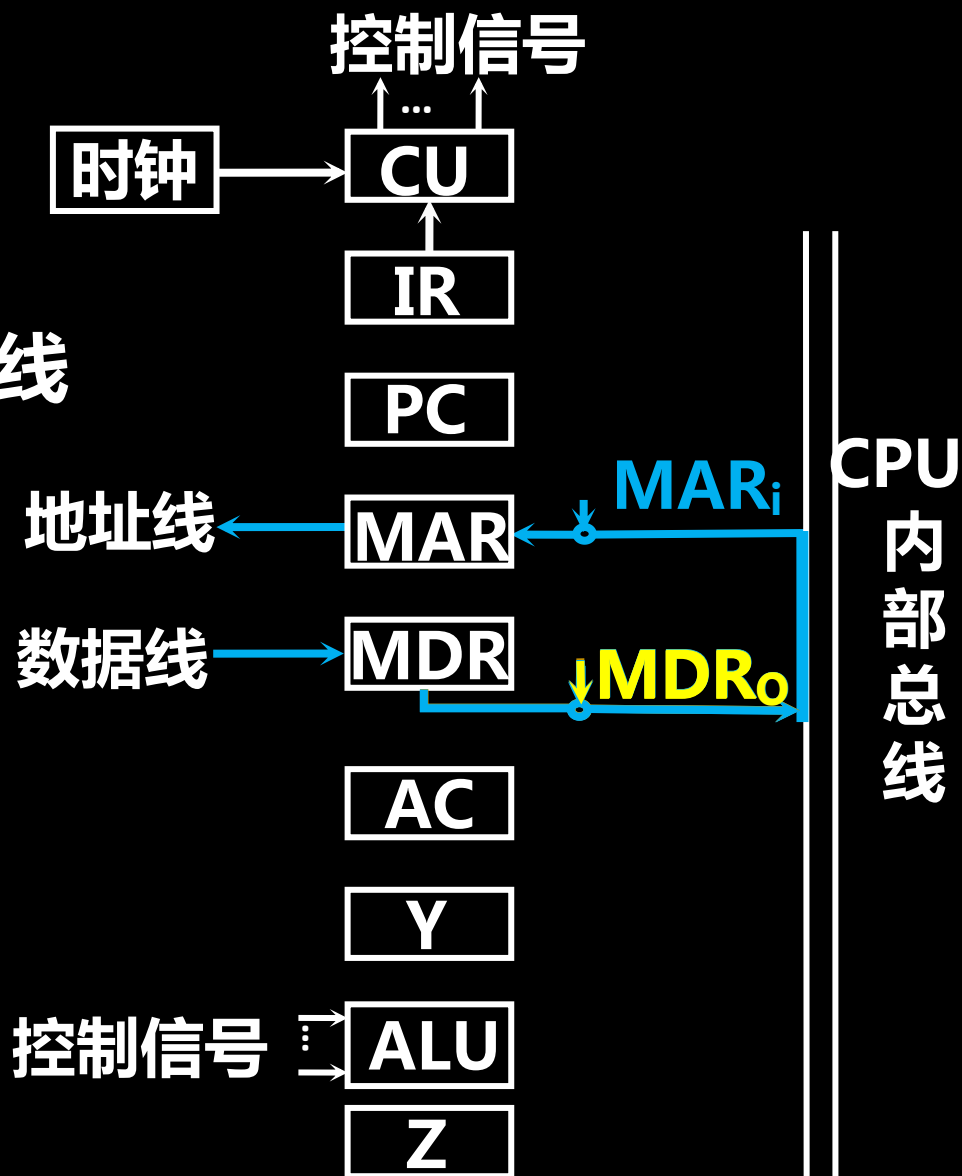 控制信号
...
时钟
CU
IR
线
PC
CPU
内
部
总
线
MARi
地址线
MAR
数据线
MDR
MDRO
AC
Y
控制信号
...
ALU
Z